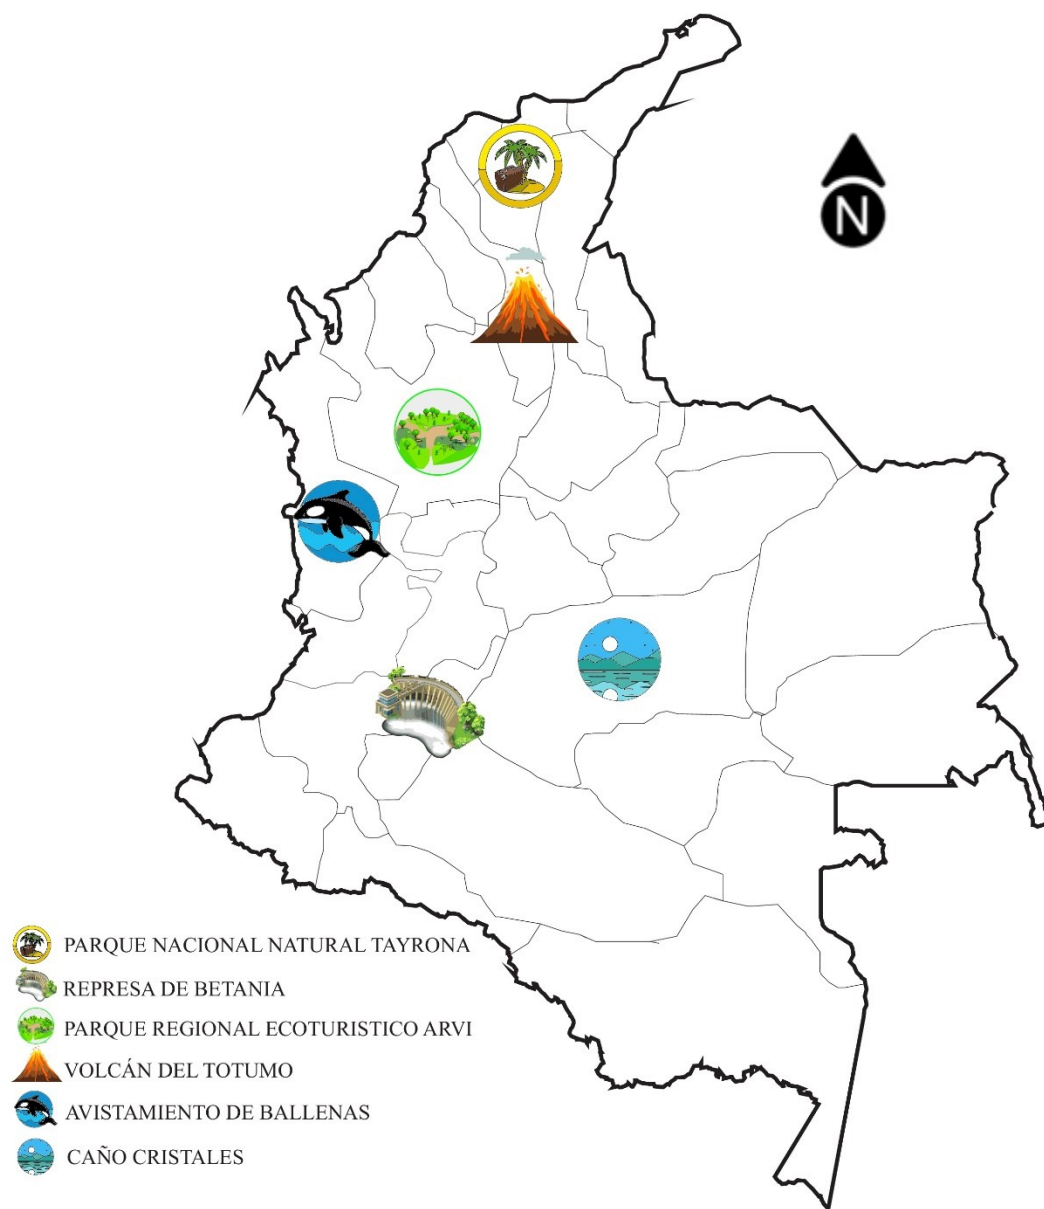 N
PARQUE NACIONAL NATURAL TAYRONA
REPRESA DE BETANIA
PARQUE REGIONAL ECOTURISTICO ARVI
VOLCÁN DEL TOTUMO
AVISTAMIENTO DE BALLENAS
CAÑO CRISTALES